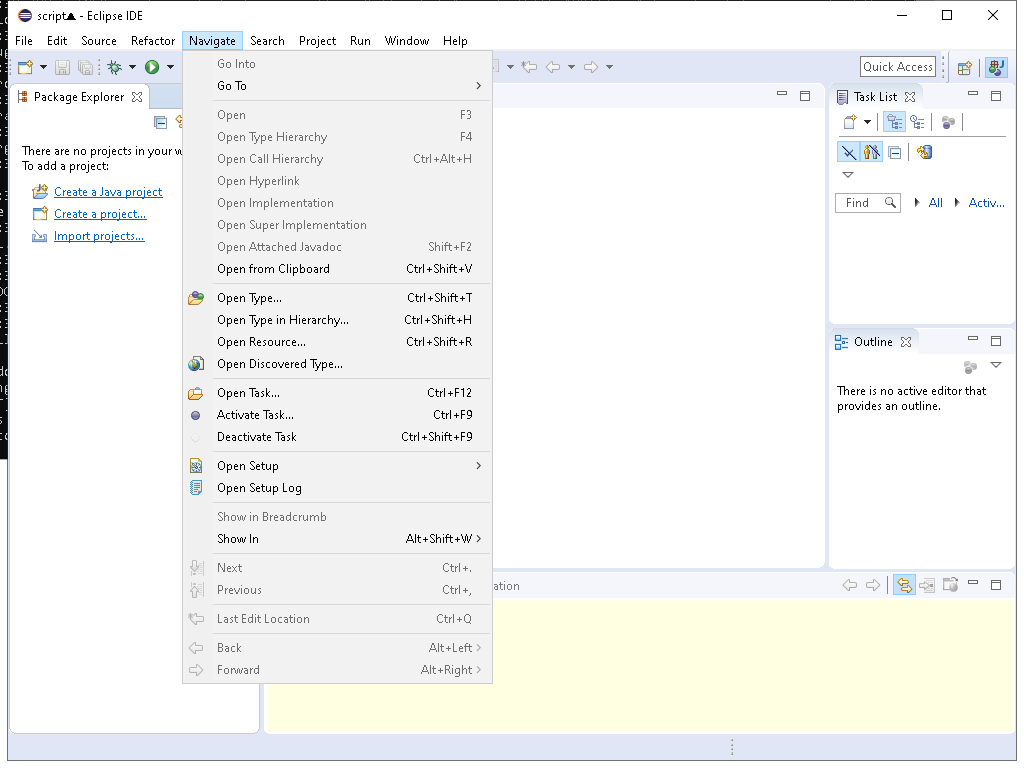 script▲ - Eclipse IDE
File Edit Source Refactor Navigate Search Project Run Window Help
Quick Access
Package Explorer
There are no projects in your w
To add a project:
Create a Java project
Create a project...
Import projects...
Go Into
Go To
Open F3
Open Type Hierarchy F4
Open Call Hierarchy Ctrl+Alt+H
Open Hyperlink
Open Implementation
Open Super Implementation
Open Attached Javadoc Shift+F2
Open from Clipboard Ctrl+Shift+V
Open Type... Ctrl+Shift+T
Open Type in Hierarchy... Ctrl+Shift+H
Open Resource... Ctrl+Shift+R
Open Discovered Type...
Open Task... Ctrl+F12
Activate Task... Ctrl+F9
Deactivate Task Ctrl+Shift+F9
Open Setup
Open Setup Log
Show in Breadcrumb
Show In Alt+Shift+W
Next Ctrl+.
Previous Ctrl+,
Last Edit Location Ctrl+Q
Back Alt+Left
Forward Alt+Right
ation
Task List
Find All Activ...
Outline
There is no active editor that
provides an outline.